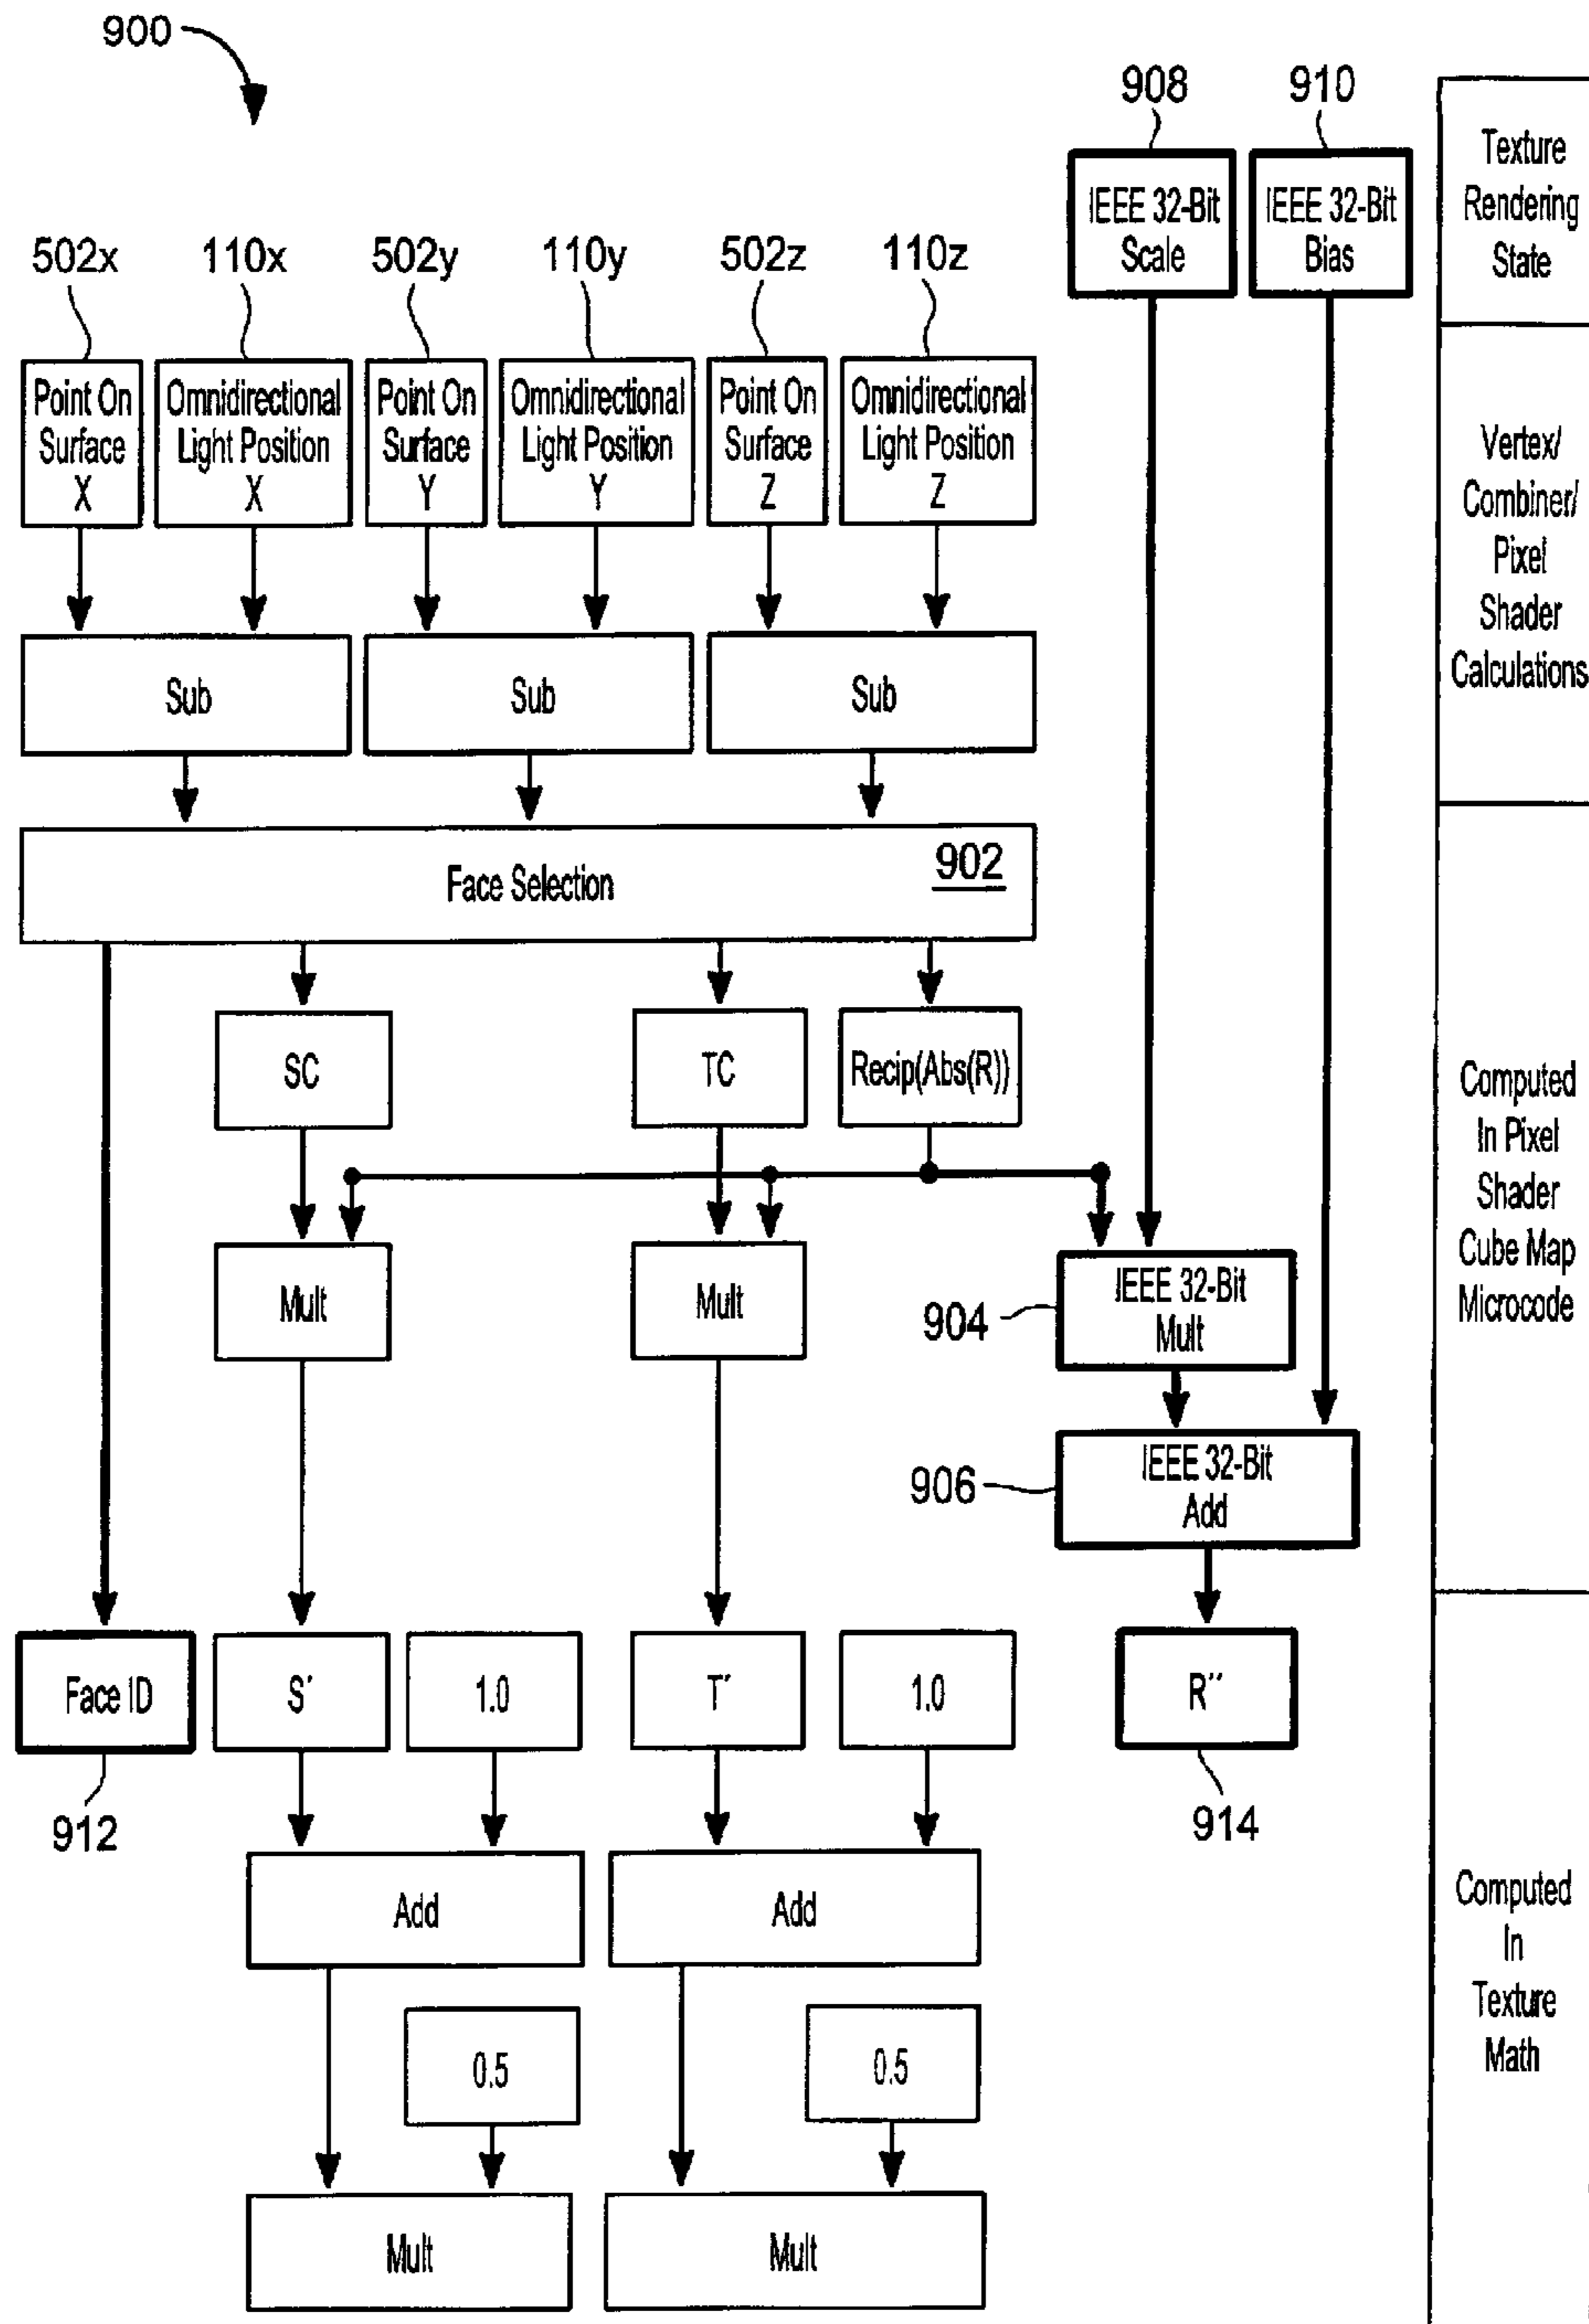 900
908
910
IEEE 32-Bit
Scale
IEEE 32-Bit
Bias
Texture
Rendering
State
502x
110x
502y
110y
502z
110z
Point On
Surface
X
Omnidirectional
Light Position
X
Point On
Surface
Y
Omnidirectional
Light Position
Y
Point On
Surface
Z
Omnidirectional
Light Position
Z
Vertex/
Combiner/
Pixel
Shader
Calculations
Sub
Sub
Sub
Face Selection
902
SC
TC
Recip(Abs(R))
Computed
In Pixel
Shader
Cube Map
Microcode
Mult
Mult
904
IEEE 32-Bit
Mult
906
IEEE 32-Bit
Add
Face ID
S´
1.0
T´
1.0
R´´
912
914
Add
Add
Computed
In
Texture
Math
0.5
0.5
Mult
Mult